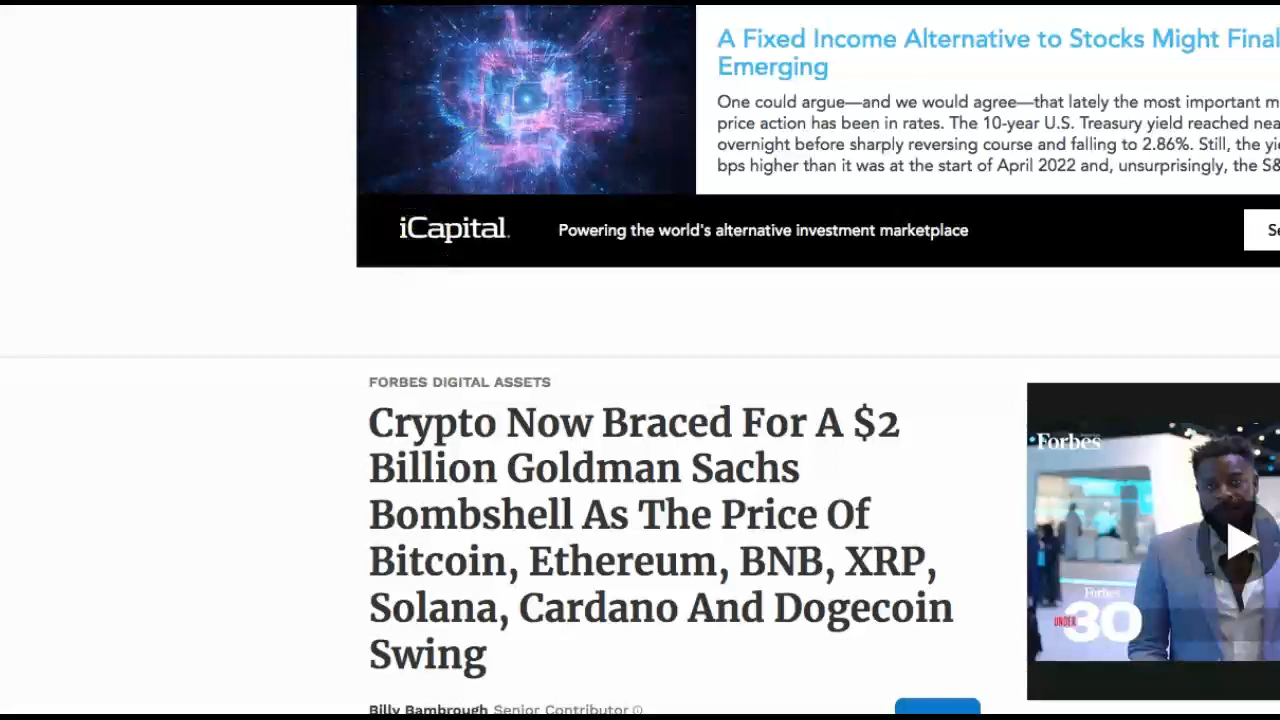 A Fixed Income Alternative to Stocks Might Final
Emerging
One could argue—and we would agree—that lately the most important m
price action has been in rates. The 10-year U.S. Treasury yield reached nea
overnight before sharply reversing course and falling to 2.86%. Still, the yie
bps higher than it was at the start of April 2022 and, unsurprisingly, the S&
iCapital.
Powering the world's alternative investment marketplace
Se
FORBES DIGITAL ASSETS
Crypto Now Braced For A $2
Billion Goldman Sachs
Bombshell As The Price Of
Bitcoin, Ethereum, BNB, XRP,
Solana, Cardano And Dogecoin
Swing
Billy Bambrough Senior Contributor
Forbes
Forbes
UNDER
30